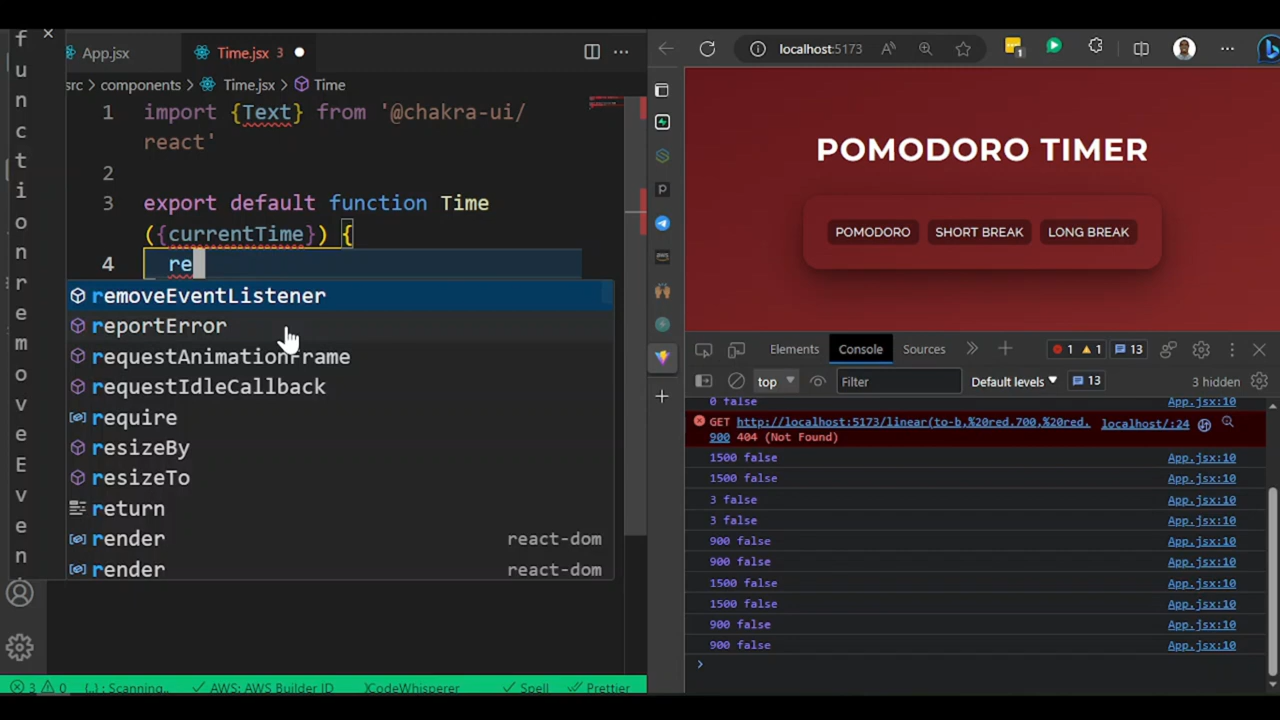 f
u
n
c
t
i
o
n
r
e
m
o
v
e
E
v
e
n
App.jsx
Time.jsx 3
src > components > Time.jsx > Time
1 import {Text} from '@chakra-ui/
react'
2
3 export default function Time
({currentTime}) {
4 re
removeEventListener
reportError
requestAnimationFrame
requestIdleCallback
require
resizeBy
resizeTo
return
render react-dom
render react-dom
3 0 Scanning.. AWS: AWS Builder ID CodeWhisperer Spell Prettier
localhost:5173
1
POMODORO TIMER
POMODORO SHORT BREAK LONG BREAK
Elements Console Sources 1 1 13
top Filter Default levels 13 3 hidden
0 false App.jsx:10
GET http://localhost:5173/linear(to-b,%20red.700,%20red. localhost/:24
900 404 (Not Found)
1500 false App.jsx:10
1500 false App.jsx:10
3 false App.jsx:10
3 false App.jsx:10
900 false App.jsx:10
900 false App.jsx:10
1500 false App.jsx:10
1500 false App.jsx:10
900 false App.jsx:10
900 false App.jsx:10